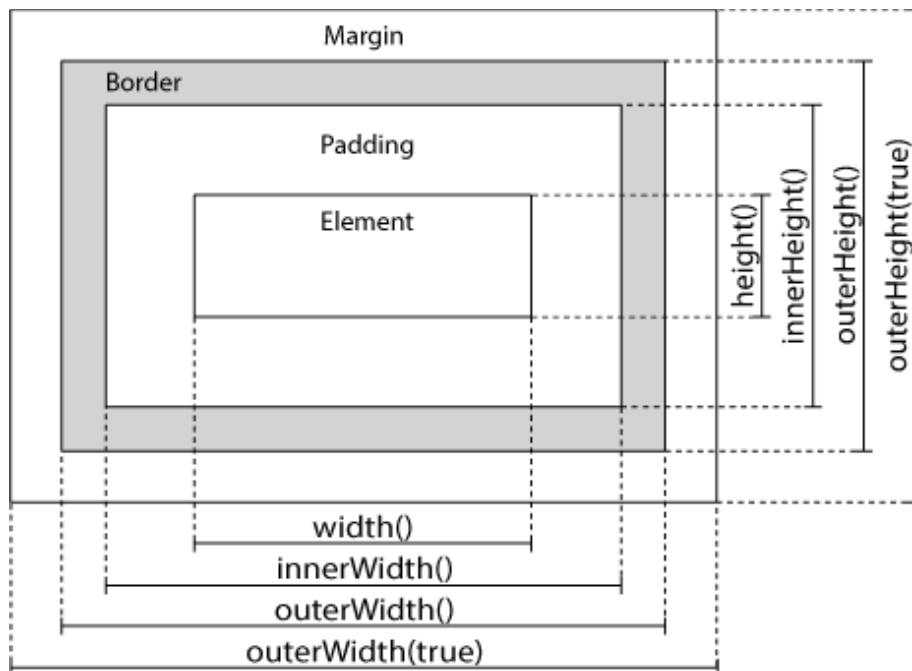 Margin
Border
Padding
Element
height()
innerHeight()
outerHeight()
outerHeight(true)
width()
innerWidth()
outerWidth()
outerWidth(true)